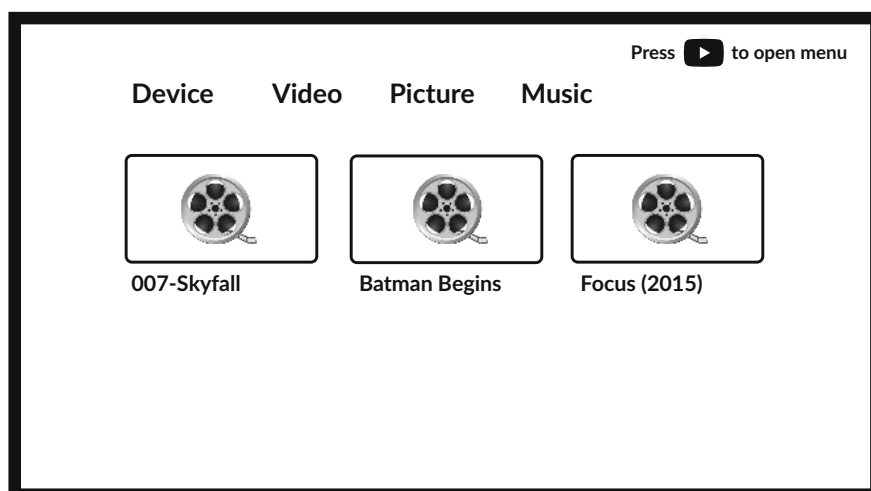 Press to open menu
Device Video Picture Music
007-Skyfall Batman Begins Focus (2015)